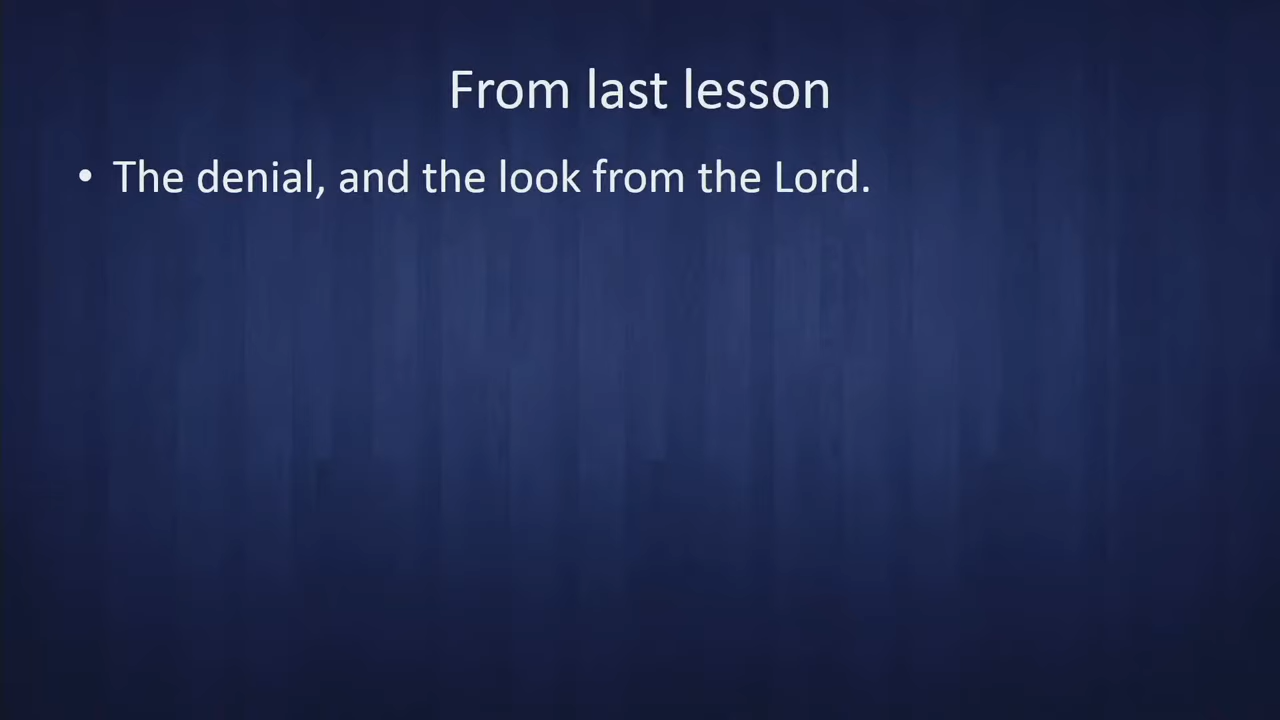 From last lesson
• The denial, and the look from the Lord.